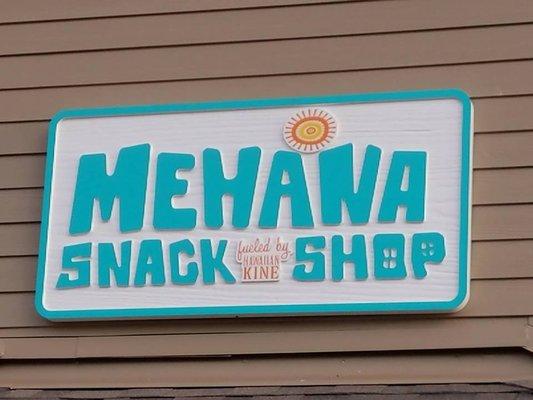 MEHANA
SNACK fueled by SHOP
HAWAIIAN
KINE